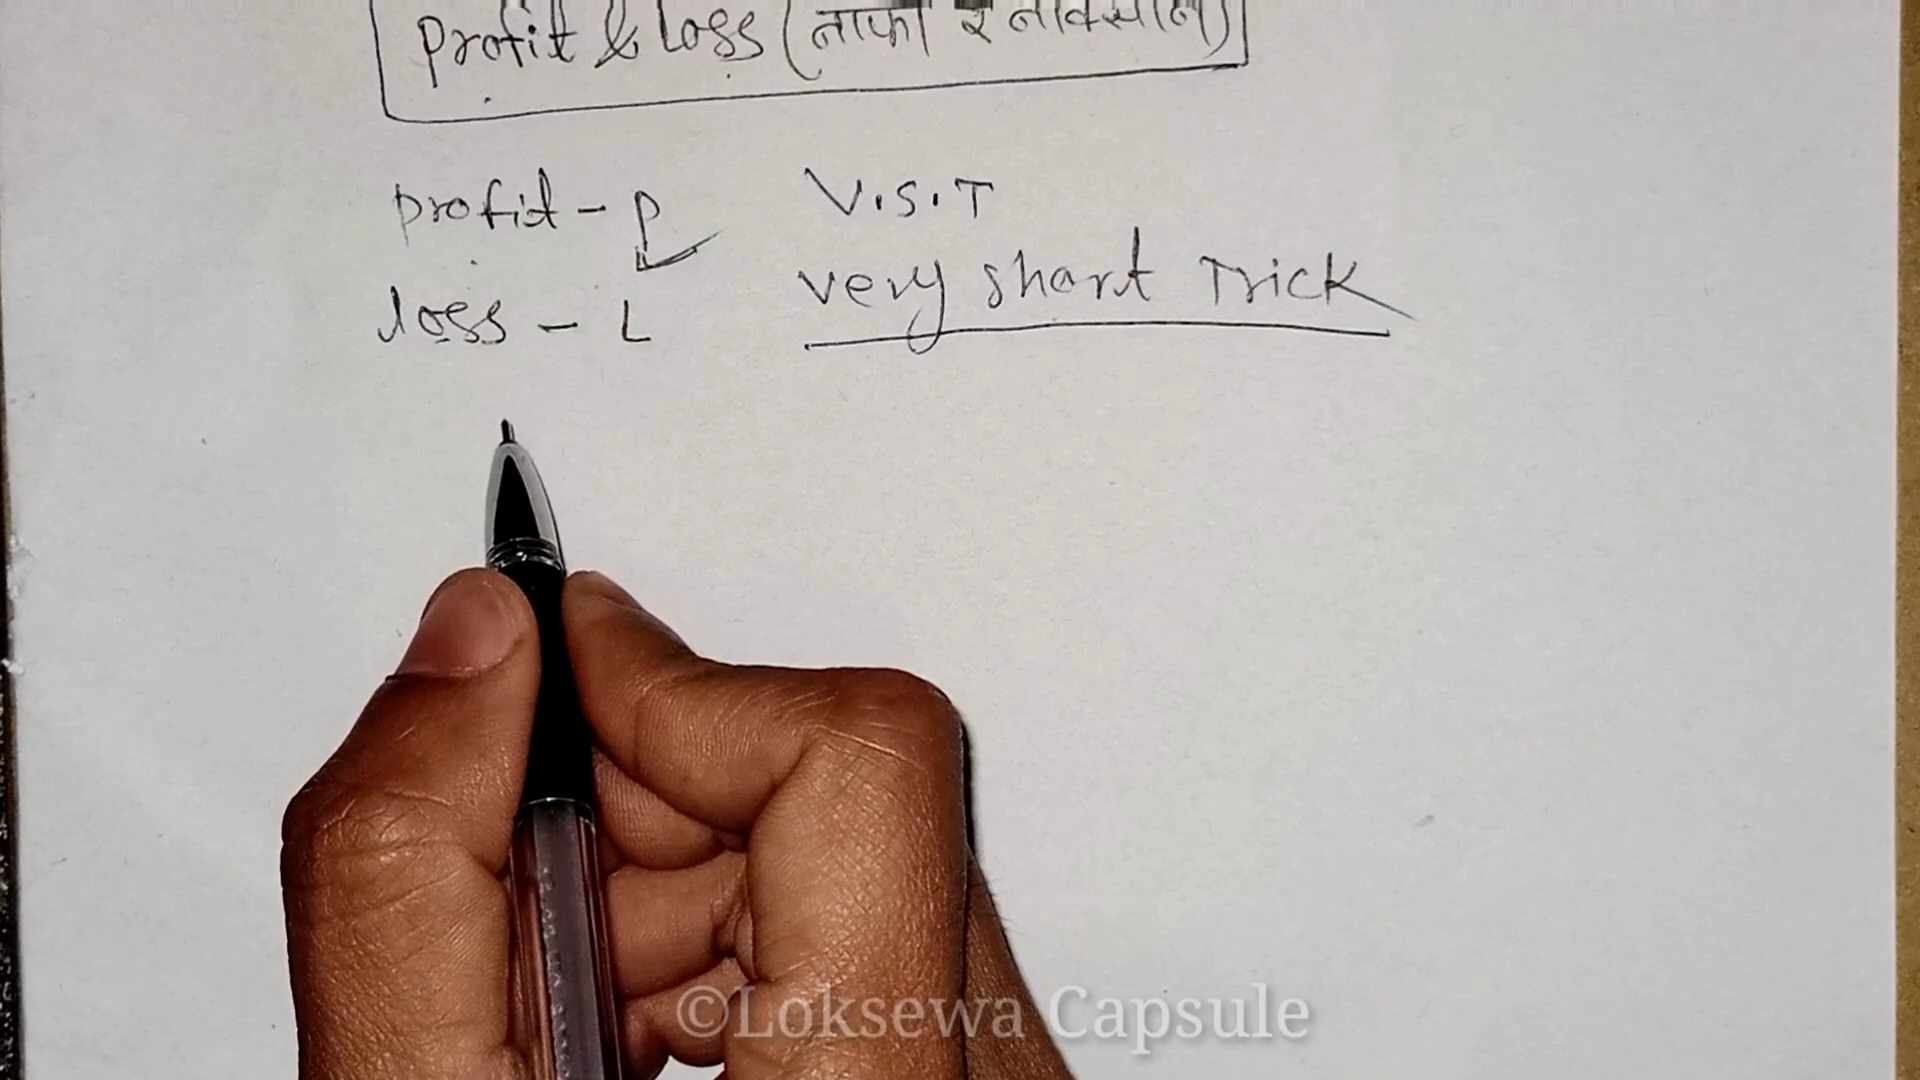 Profit & Loss (नाफा र नोक्सान)
profit - P V.S.T
loss - L very short Trick
©Loksewa Capsule